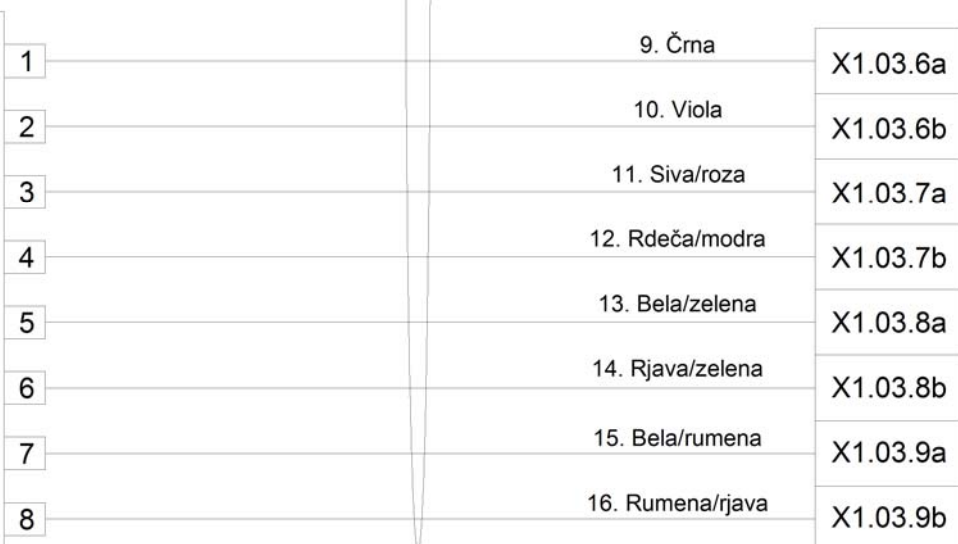 1 9. Črna X1.03.6a
2 10. Viola X1.03.6b
3 11. Siva/roza X1.03.7a
4 12. Rdeča/modra X1.03.7b
5 13. Bela/zelena X1.03.8a
6 14. Rjava/zelena X1.03.8b
7 15. Bela/rumena X1.03.9a
8 16. Rumena/rjava X1.03.9b